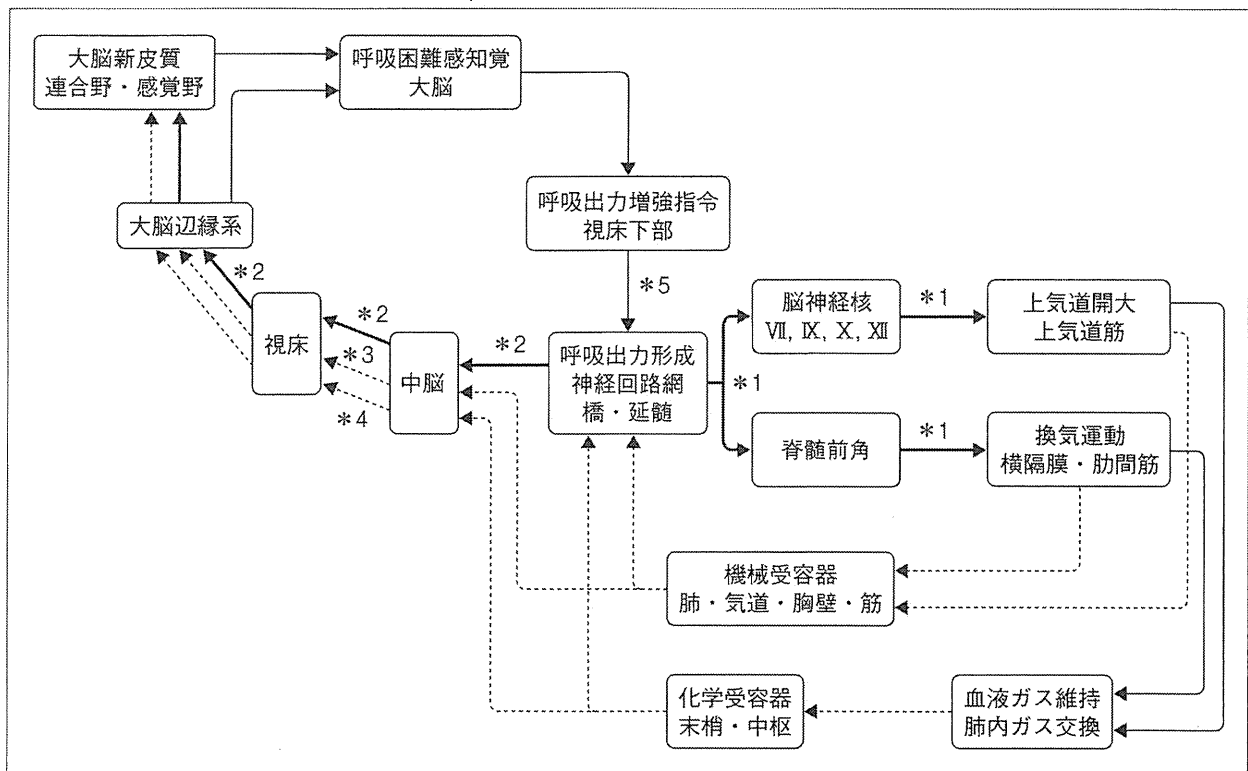 大脳新皮質
連合野・感覚野
呼吸困難感知覚
大脳
呼吸出力増強指令
視床下部
大脳辺縁系
*2
*5
視床
*2
*3
*4
中脳
*2
呼吸出力形成
神経回路網
橋・延髄
*1
脳神経核
Ⅶ, Ⅸ, Ⅹ, Ⅻ
*1
上気道開大
上気道筋
脊髄前角
*1
換気運動
横隔膜・肋間筋
機械受容器
肺・気道・胸壁・筋
化学受容器
末梢・中枢
血液ガス維持
肺内ガス交換